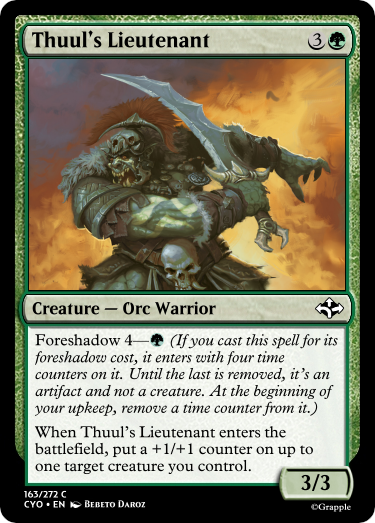 Thuul's Lieutenant 3
Creature — Orc Warrior
Foreshadow 4— (If you cast this spell for its
foreshadow cost, it enters with four time
counters on it. Until the last is removed, it's an
artifact and not a creature. At the beginning of
your upkeep, remove a time counter from it.)
When Thuul's Lieutenant enters the
battlefield, put a +1/+1 counter on up to
one target creature you control.
3/3
163/272 C
CYO • EN Bebeto Daroz
©Grapple